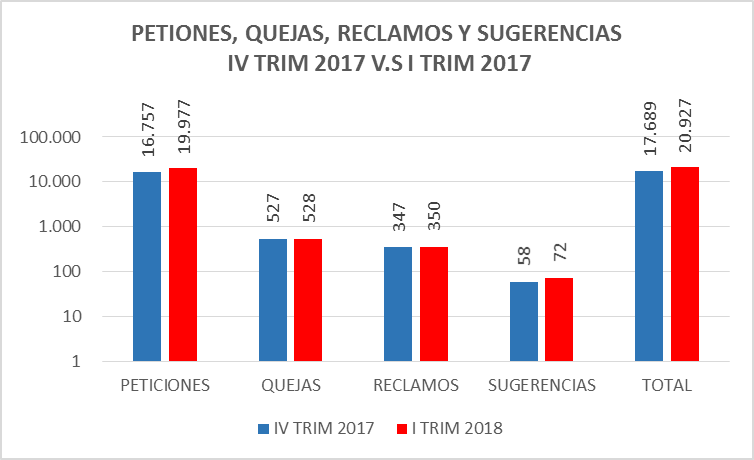 PETIONES, QUEJAS, RECLAMOS Y SUGERENCIAS
IV TRIM 2017 V.S I TRIM 2017
100.000
10.000
1.000
100
10
1
16.757
19.977
527
528
347
350
58
72
17.689
20.927
PETICIONES
QUEJAS
RECLAMOS
SUGERENCIAS
TOTAL
IV TRIM 2017
I TRIM 2018